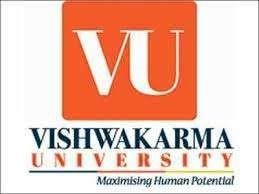 VU
VISHWAKARMA
UNIVERSITY
Maximising Human Potential